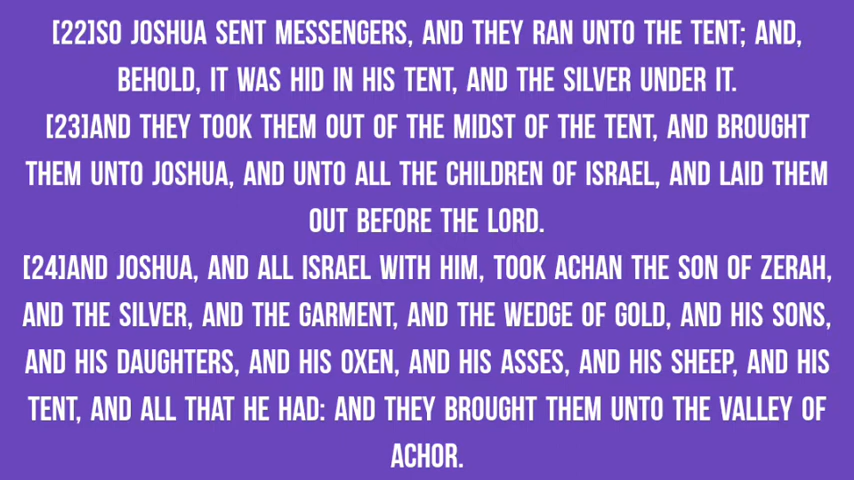 [22]SO JOSHUA SENT MESSENGERS, AND THEY RAN UNTO THE TENT; AND,
BEHOLD, IT WAS HID IN HIS TENT, AND THE SILVER UNDER IT.
[23]AND THEY TOOK THEM OUT OF THE MIDST OF THE TENT, AND BROUGHT
THEM UNTO JOSHUA, AND UNTO ALL THE CHILDREN OF ISRAEL, AND LAID THEM
OUT BEFORE THE LORD.
[24]AND JOSHUA, AND ALL ISRAEL WITH HIM, TOOK ACHAN THE SON OF ZERAH,
AND THE SILVER, AND THE GARMENT, AND THE WEDGE OF GOLD, AND HIS SONS,
AND HIS DAUGHTERS, AND HIS OXEN, AND HIS ASSES, AND HIS SHEEP, AND HIS
TENT, AND ALL THAT HE HAD: AND THEY BROUGHT THEM UNTO THE VALLEY OF
ACHOR.